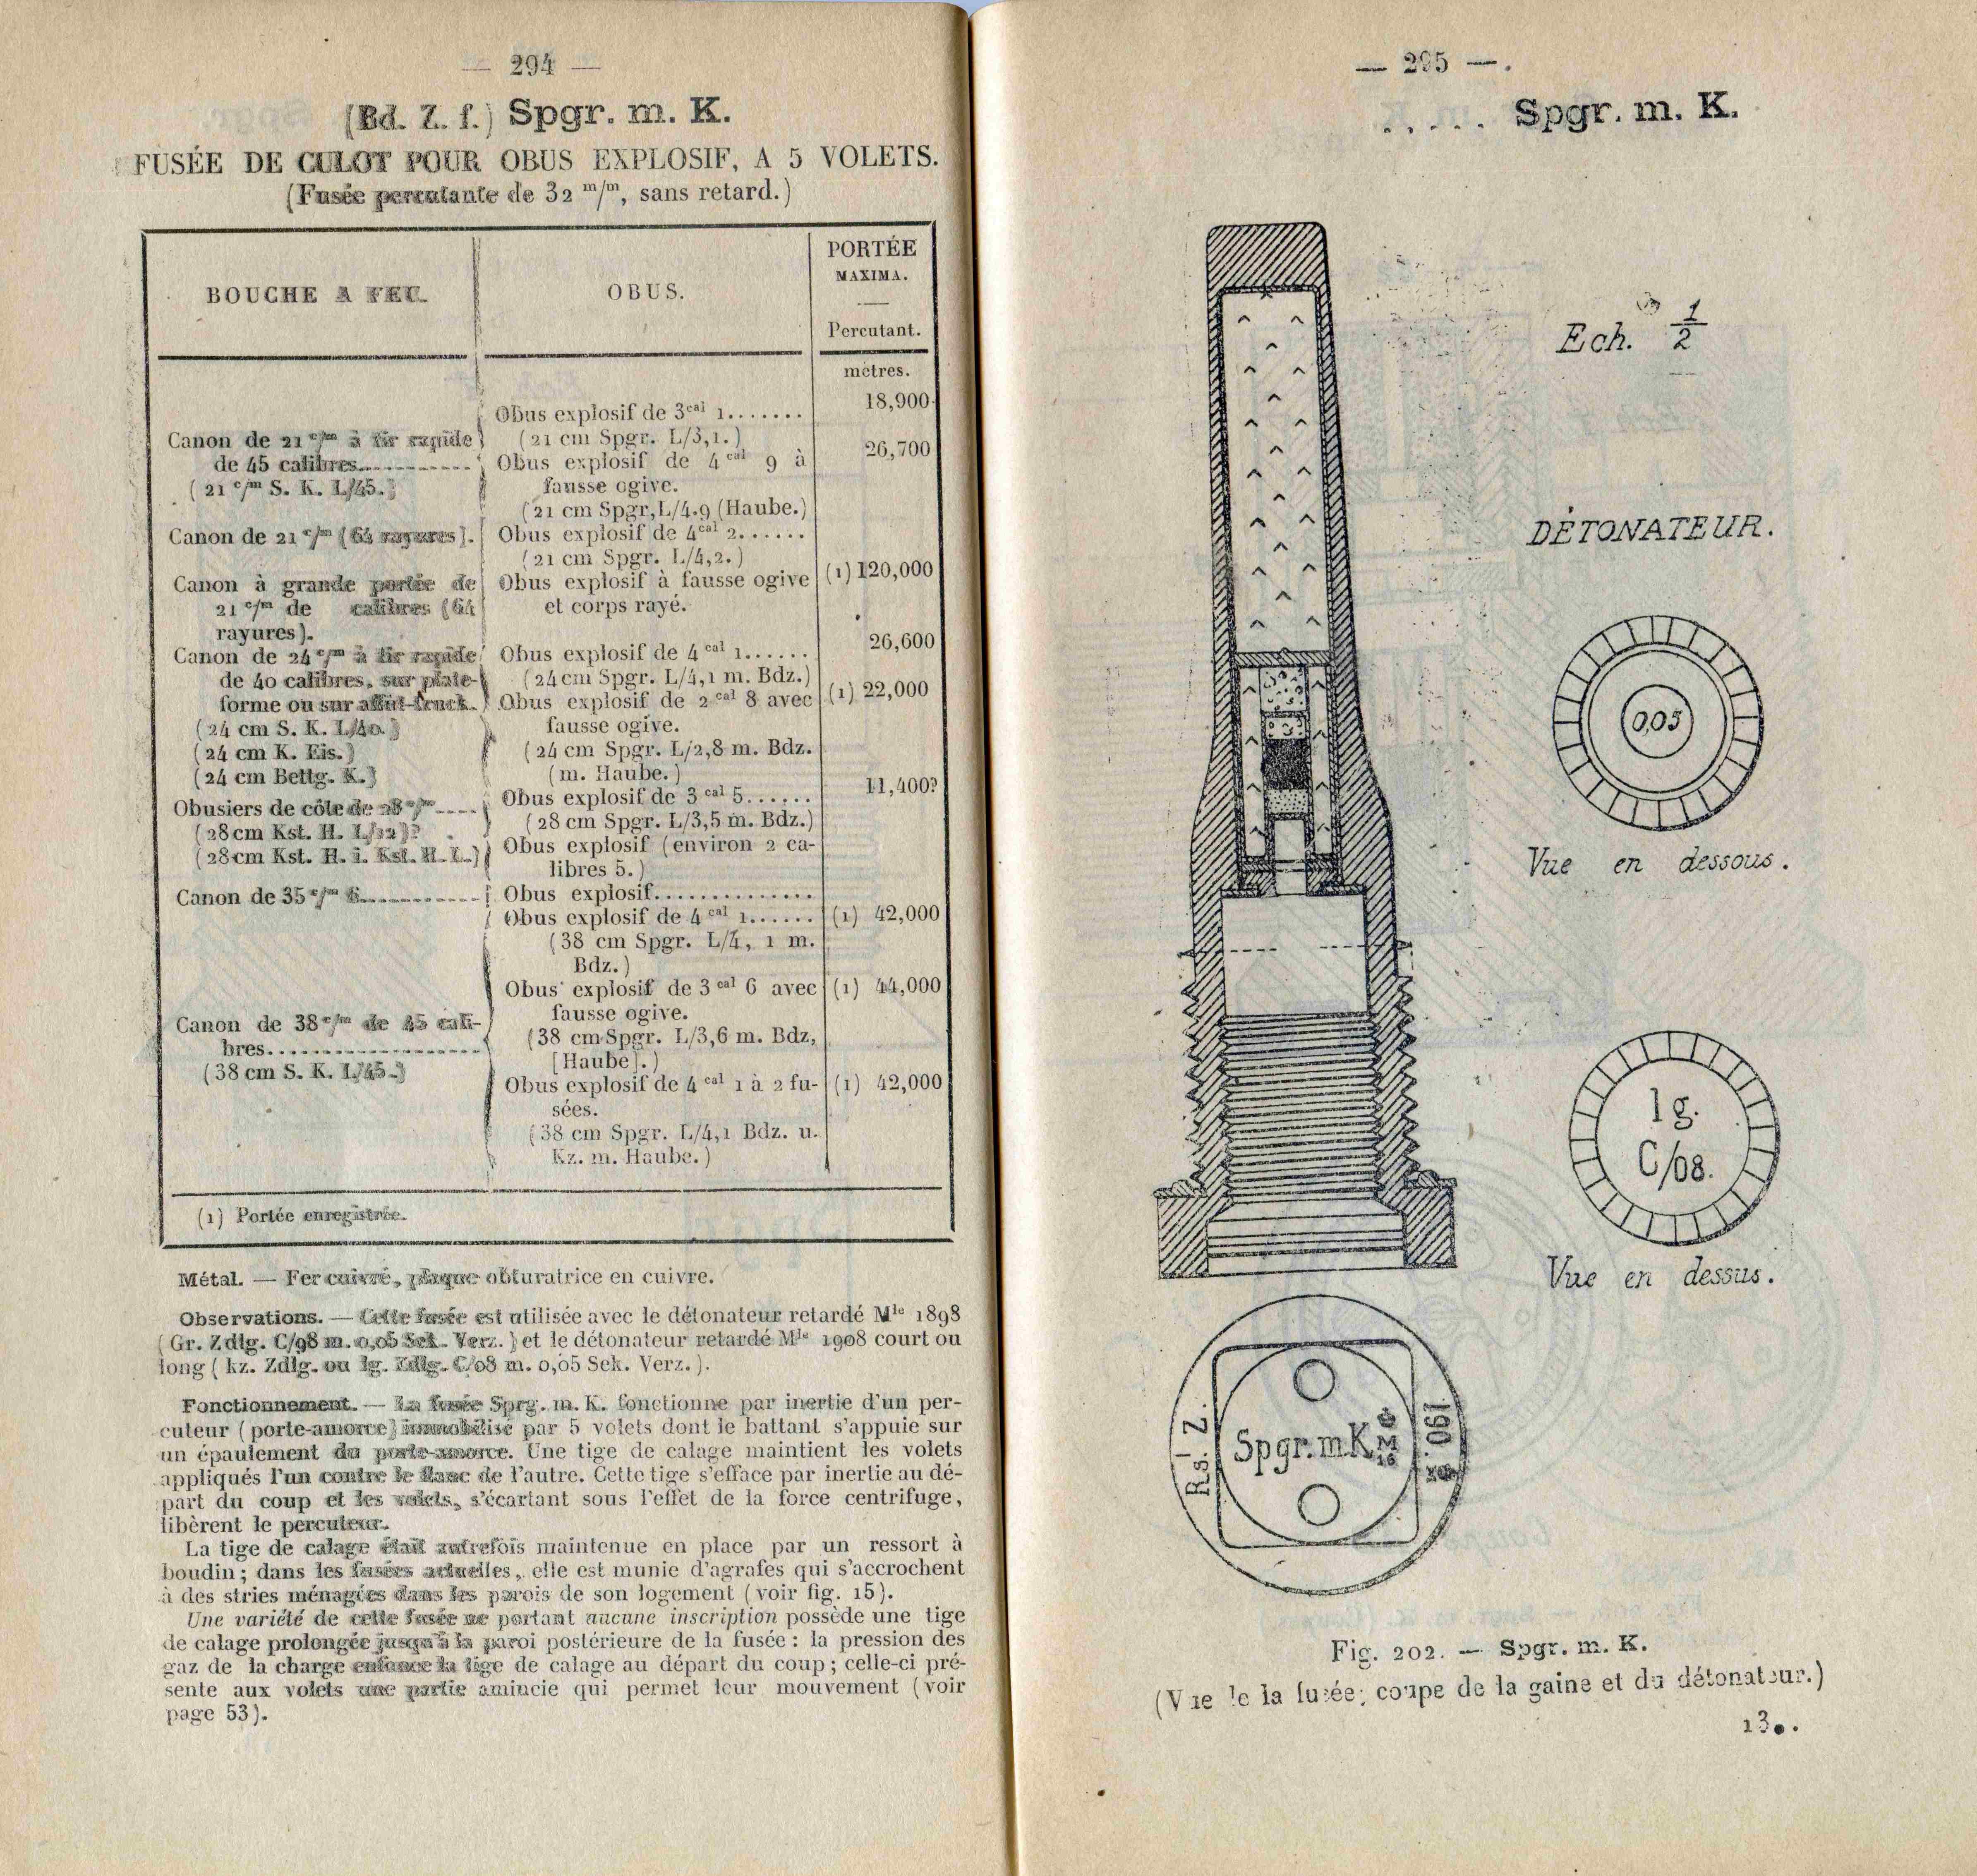 — 294 —
(Bd. Z. f.) Spgr. m. K.
FUSÉE DE CULOT POUR OBUS EXPLOSIF, A 5 VOLETS.
(Fusée percutante de 32 m/m, sans retard.)
BOUCHE A FEU.
OBUS.
PORTÉE
MAXIMA.
Percutant.
mètres.
Canon de 21 c/m à tir rapide
de 45 calibres
(21 c/m S. K. L/45.)
Canon de 21 c/m (64 rayures).
Canon à grande portée de
21 c/m de calibres (64
rayures).
Canon de 24 c/m à tir rapide
de 40 calibres, sur plate-
forme ou sur affût-truck.
(24 cm S. K. L/40.)
(24 cm K. Eis.)
(24 cm Bettg. K.)
Obusiers de côte de 28 c/m
(28 cm Kst. H. L/12)?
(28 cm Kst. H. i. Kst. H. L.)
Canon de 35 c/m
Canon de 38 c/m de 45 cali-
bres
(38 cm S. K. L/45.)
Obus explosif de 3 cal 1.......
(21 cm Spgr. L/3,1.)
Obus explosif de 4 cal 9 à
fausse ogive.
(21 cm Spgr, L/4.9 (Haube.)
Obus explosif de 4 cal 2......
(21 cm Spgr. L/4,2.)
Obus explosif à fausse ogive
et corps rayé.
Obus explosif de 4 cal 1......
(24 cm Spgr. L/4,1 m. Bdz.)
Obus explosif de 2 cal 8 avec
fausse ogive.
(24 cm Spgr. L/2,8 m. Bdz.
(m. Haube.)
Obus explosif de 3 cal 5......
(28 cm Spgr. L/3,5 m. Bdz.)
Obus explosif (environ 2 ca-
libres 5.)
Obus explosif.............
Obus explosif de 4 cal 1......
(38 cm Spgr. L/4, 1 m.
Bdz.)
Obus explosif de 3 cal 6 avec
fausse ogive.
(38 cm Spgr. L/3,6 m. Bdz,
[Haube].)
Obus explosif de 4 cal 1 à 2 fu-
sées.
(38 cm Spgr. L/4,1 Bdz. u.
Kz. m. Haube.)
18,900
26,700
(1) 120,000
26,600
(1) 22,000
11,400?
(1) 42,000
(1) 44,000
(1) 42,000
(1) Portée enregistrée.
Métal. — Fer cuivré, plaque obturatrice en cuivre.
Observations. — Cette fusée est utilisée avec le détonateur retardé Mle 1898
(Gr. Zdlg. C/98 m. 0,05 Sek. Verz.) et le détonateur retardé Mle 1908 court ou
long (kz. Zdlg. ou lg. Zdlg. C/08 m. 0,05 Sek. Verz.).
Fonctionnement. — La fusée Sprg. m. K. fonctionne par inertie d'un per-
cuteur (porte-amorce) immobilisé par 5 volets dont le battant s'appuie sur
un épaulement du porte-amorce. Une tige de calage maintient les volets
appliqués l'un contre le flanc de l'autre. Cette tige s'efface par inertie au dé-
part du coup et les volets, s'écartant sous l'effet de la force centrifuge,
libèrent le percuteur.
La tige de calage était autrefois maintenue en place par un ressort à
boudin; dans les fusées actuelles, elle est munie d'agrafes qui s'accrochent
à des stries ménagées dans les parois de son logement (voir fig. 15).
Une variété de cette fusée ne portant aucune inscription possède une tige
de calage prolongée jusqu'à la paroi postérieure de la fusée : la pression des
gaz de la charge enfonce la tige de calage au départ du coup; celle-ci pré-
sente aux volets une partie amincie qui permet leur mouvement (voir
page 53).
— 295 —.
..... Spgr. m. K.
Ech. 1/2
DÉTONATEUR.
0,05
Vue en dessous.
1 g.
C/08.
Vue en dessus.
R.s! Z.
Spgr. m K
M
16
190
Fig. 202. — Spgr. m. K.
(Vue de la fusée; coupe de la gaine et du détonateur.)
13..